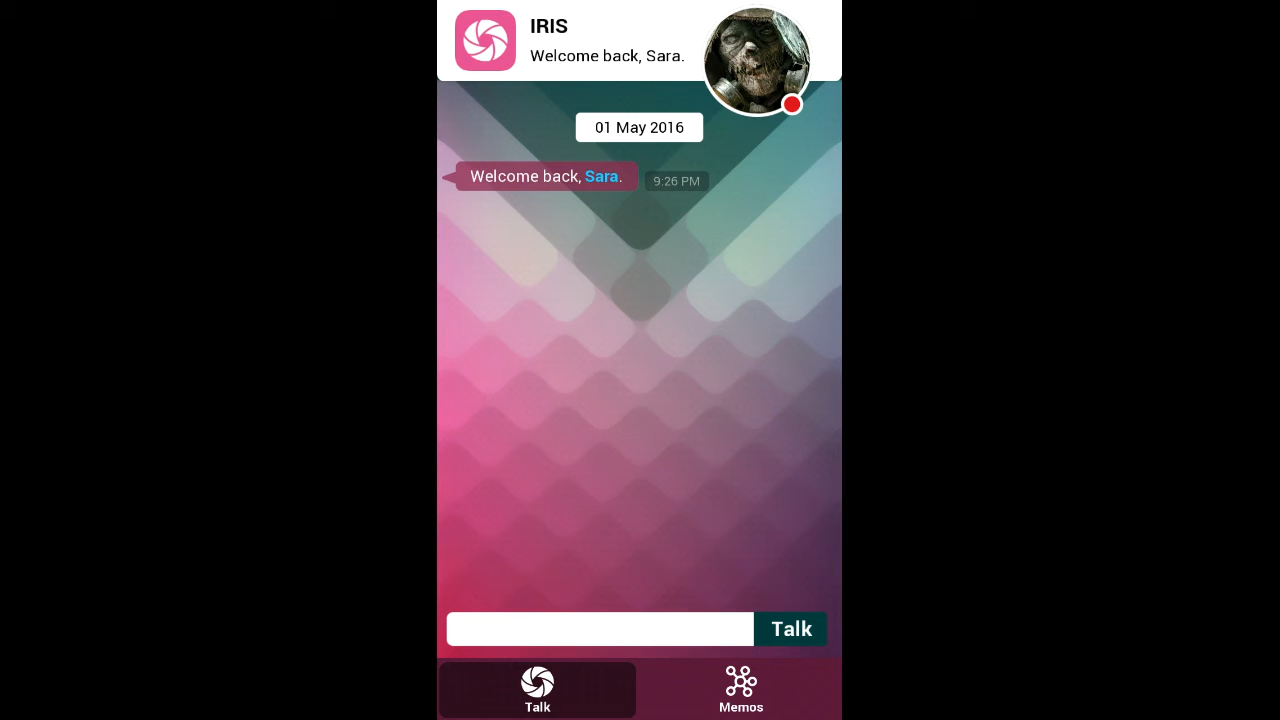 IRIS
Welcome back, Sara.
01 May 2016
Welcome back, Sara.
9:26 PM
Talk
Talk
Memos